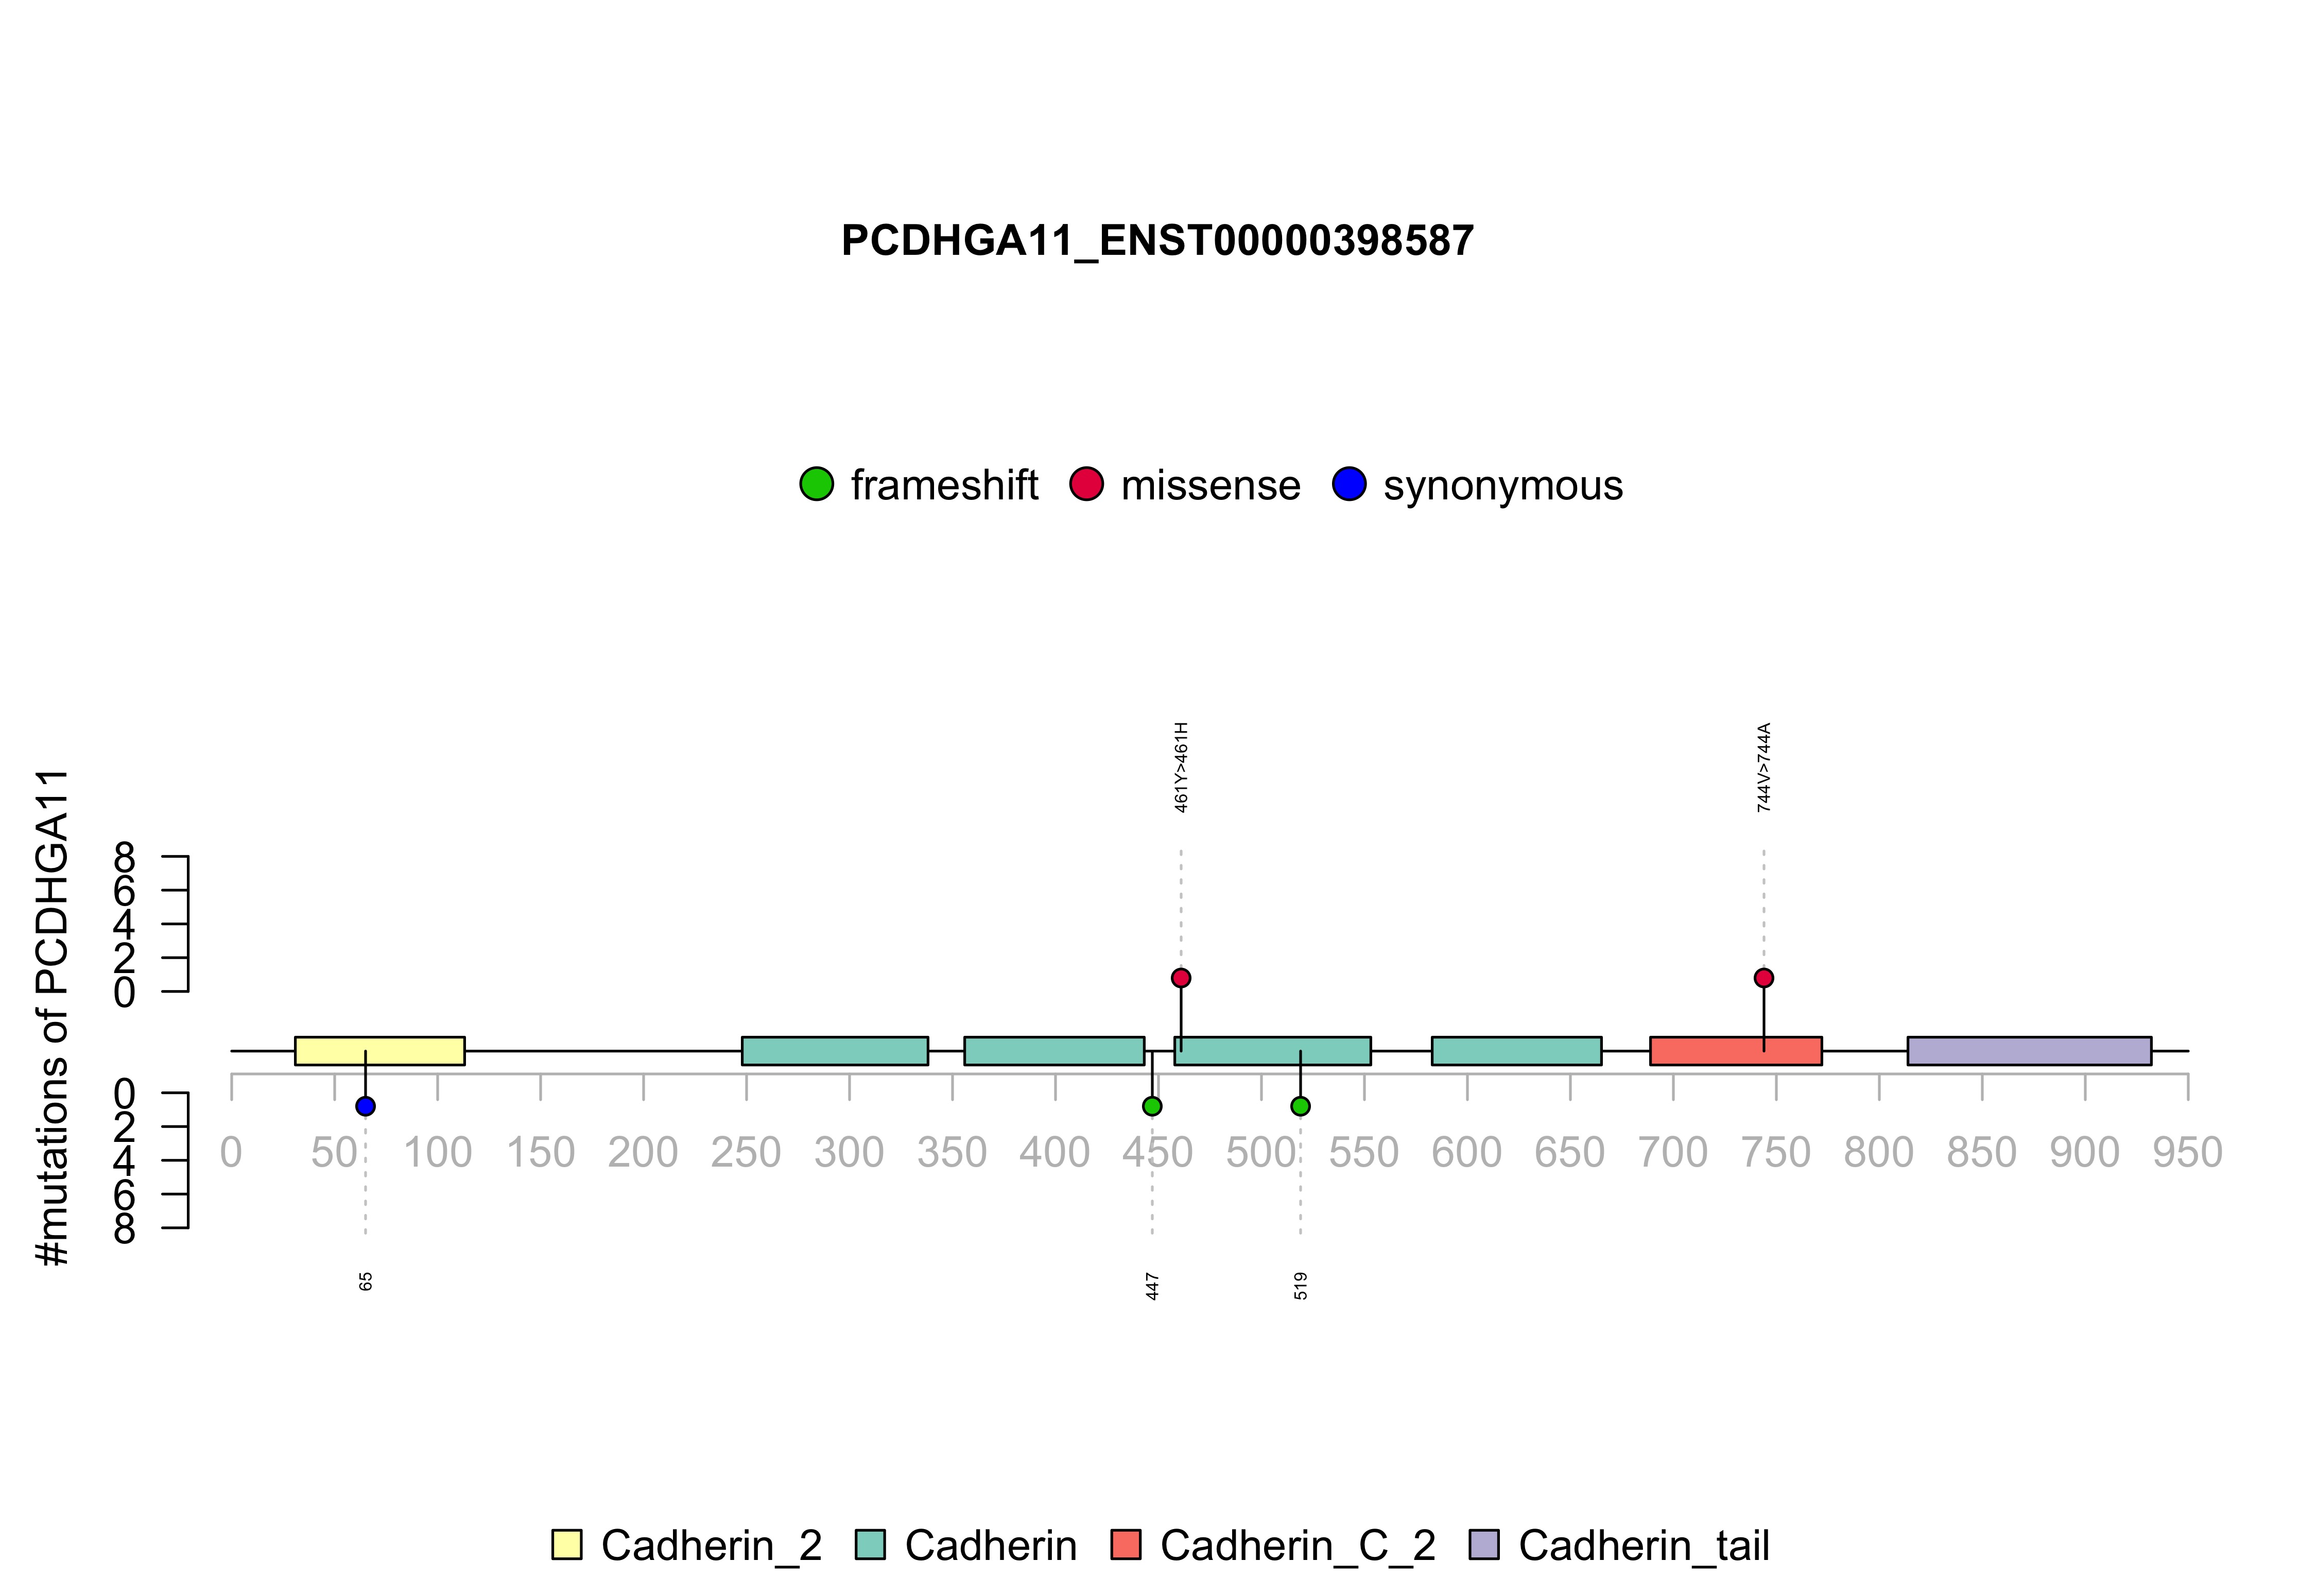 PCDHGA11_ENST00000398587
frameshift missense synonymous
461Y>461H 744V>744A
#mutations of PCDHGA11
8
6
4
2
0
0
2
4
6
8
0 50 100 150 200 250 300 350 400 450 500 550 600 650 700 750 800 850 900 950
65 447 519
Cadherin_2 Cadherin Cadherin_C_2 Cadherin_tail